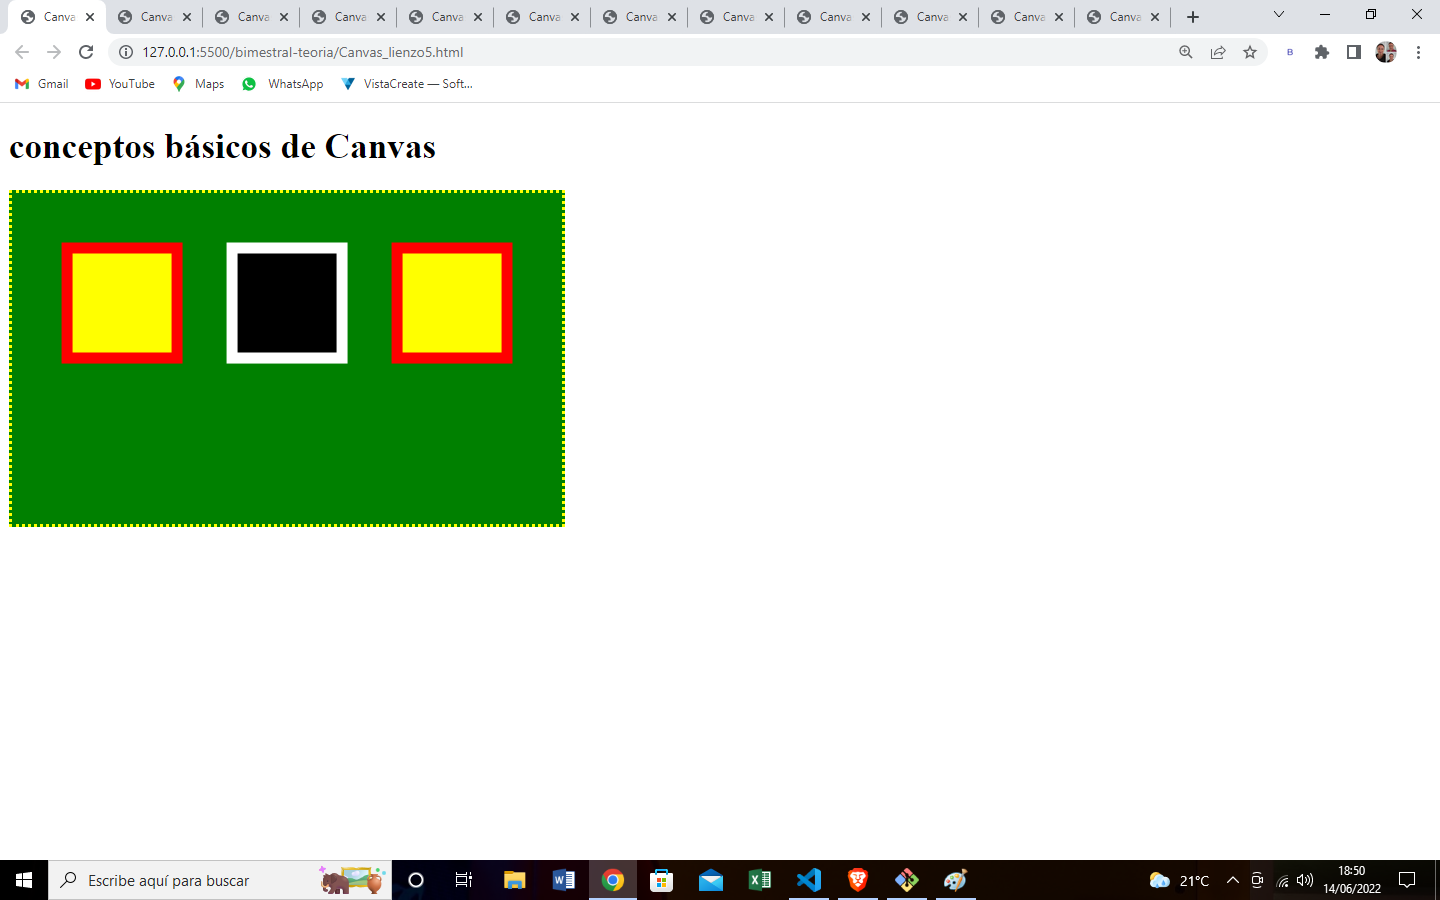 Canva Canva Canva Canva Canva Canva Canva Canva Canva Canva Canva Canva
127.0.0.1:5500/bimestral-teoria/Canvas_lienzo5.html B
Gmail YouTube Maps WhatsApp VistaCreate — Soft...
conceptos básicos de Canvas
Escribe aquí para buscar
21°C
18:50
14/06/2022